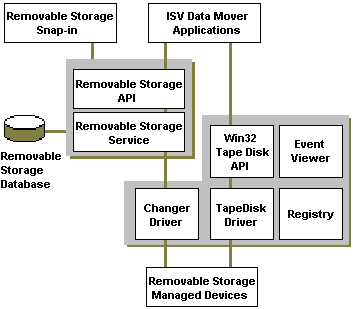 Removable Storage
Snap-in
ISV Data Mover
Applications
Removable Storage
API
Removable Storage
Service
Removable
Storage
Database
Win32
Tape Disk
API
Event
Viewer
Changer
Driver
TapeDisk
Driver
Registry
Removable Storage
Managed Devices